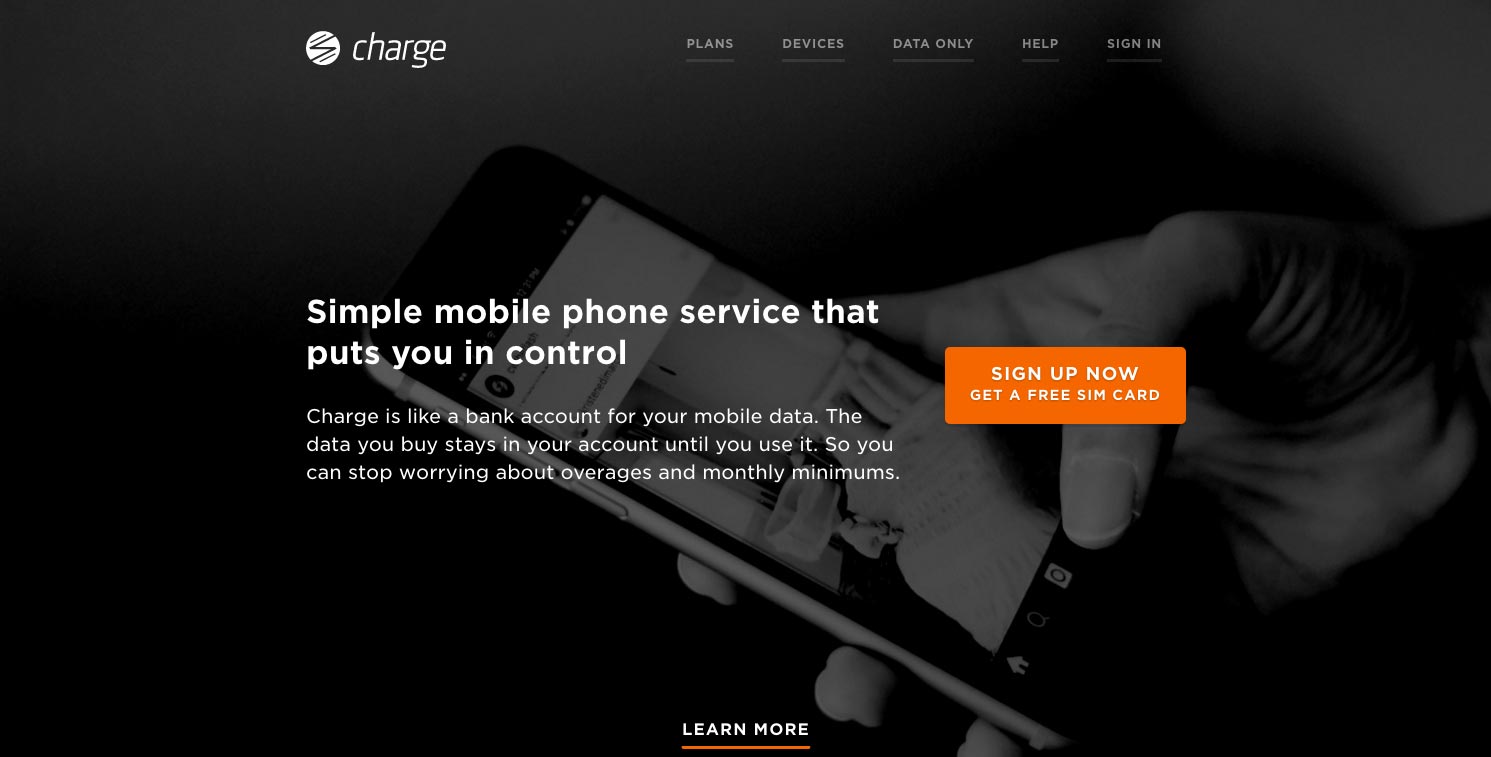 charge
PLANS
DEVICES
DATA ONLY
HELP
SIGN IN
Simple mobile phone service that
puts you in control
Charge is like a bank account for your mobile data. The
data you buy stays in your account until you use it. So you
can stop worrying about overages and monthly minimums.
SIGN UP NOW
GET A FREE SIM CARD
LEARN MORE